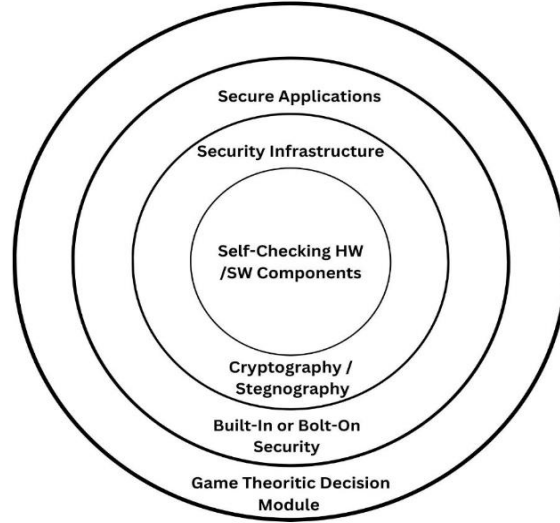 Secure Applications
Security Infrastructure
Self-Checking HW
/SW Components
Cryptography /
Stegnography
Built-In or Bolt-On
Security
Game Theoritic Decision
Module